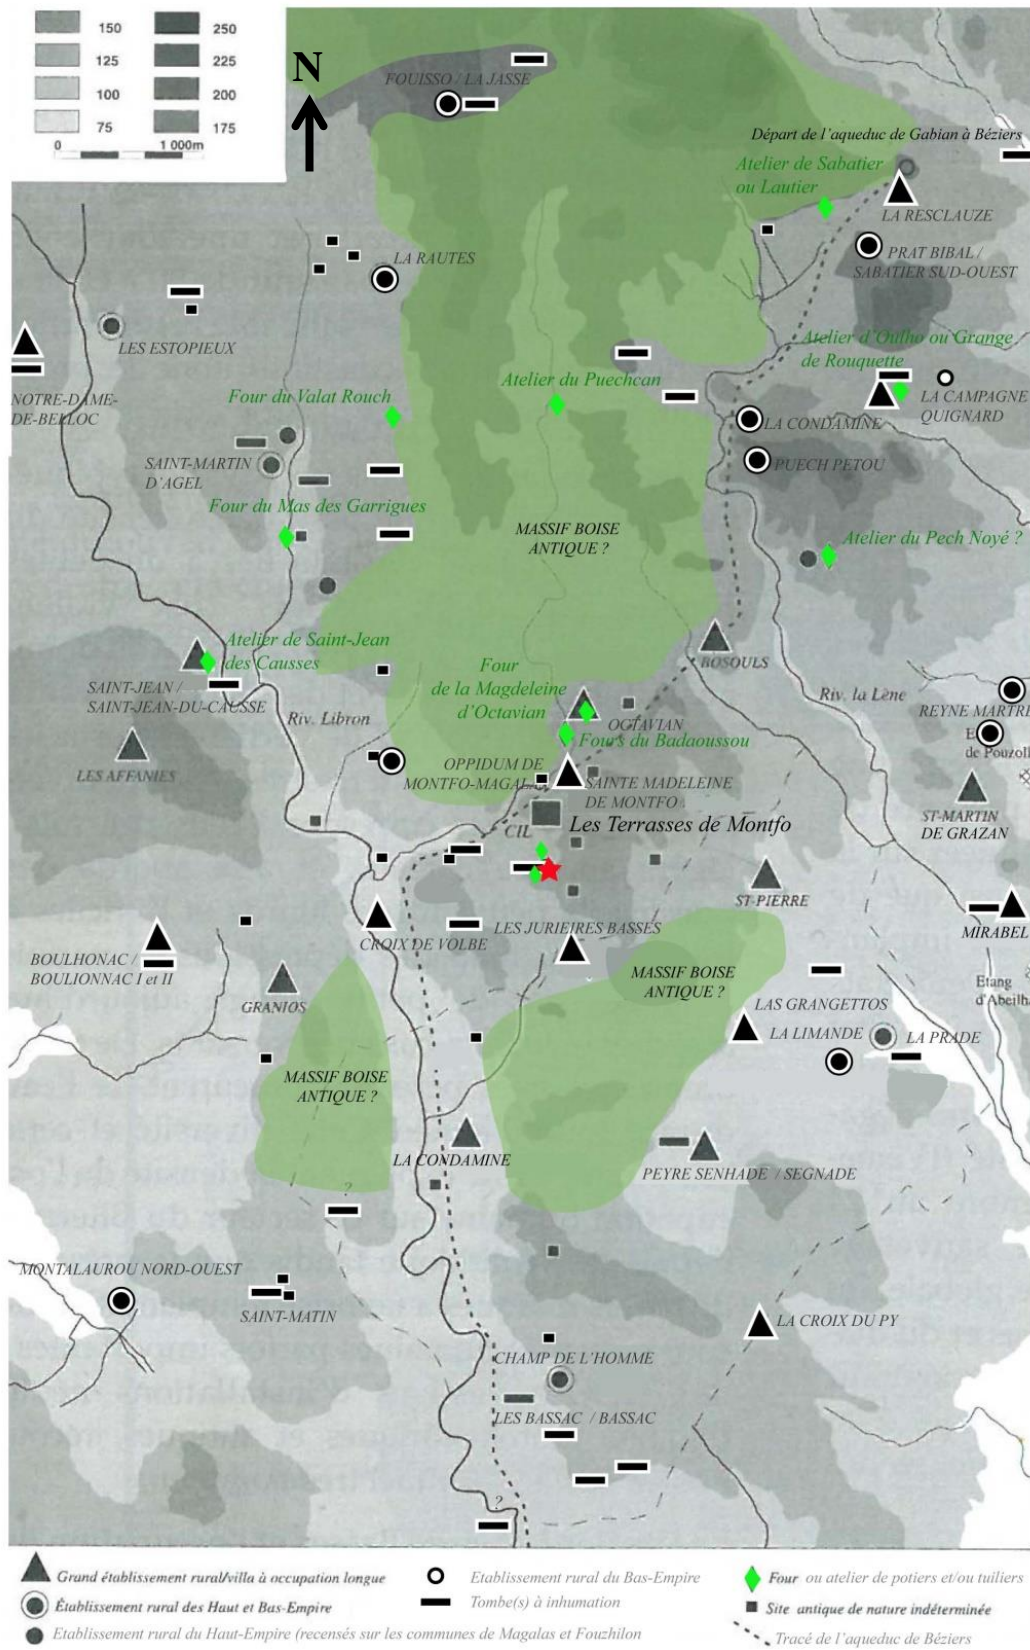 150 250
125 225
100 200
75 175
0 1 000m
N
FOUISSO / LA JASSE
Départ de l'aqueduc de Gabian à Béziers
Atelier de Sabatier
ou Lautier
LA RESCLAUZE
PRAT BIBAL /
SABATIER SUD-OUEST
LA RAUTES
LES ESTOPIEUX
NOTRE-DAME-
DE-BELLOC
Four du Valat Rouch
Atelier du Puechcan
Atelier d'Oulho ou Grange
de Rouquette
LA CAMPAGNE
QUIGNARD
LA CONDAMINE
PUECH PETOU
SAINT-MARTIN
D'AGEL
Four du Mas des Garrigues
MASSIF BOISE
ANTIQUE ?
Atelier du Pech Noyé ?
Atelier de Saint-Jean
des Causses
SAINT-JEAN /
SAINT-JEAN-DU-CAUSSE
Riv. Libron
LES AFFANIES
Four
de la Magdeleine
d'Octavian
OCTAVIAN
Fours du Badaoussou
BOSOULS
Riv. la Lène
REYNE MARTRE
de Pouzoll
OPPIDUM DE
MONTFO-MAGALA
SAINTE MADELEINE
DE MONTFO
CIL
Les Terrasses de Montfo
ST-MARTIN
DE GRAZAN
ST-PIERRE
MIRABEL
CROIX DE VOLBE
LES JURIEIRES BASSES
BOULHONAC /
BOULIONNAC I et II
GRANIOS
MASSIF BOISE
ANTIQUE ?
Etang
d'Abeilha
LAS GRANGETTOS
LA LIMANDE
LA PRADE
MASSIF BOISE
ANTIQUE ?
LA CONDAMINE
PEYRE SENHADE / SEGNADE
?
MONTALAUROU NORD-OUEST
SAINT-MATIN
LA CROIX DU PY
CHAMP DE L'HOMME
LES BASSAC / BASSAC
?
Grand établissement rural/villa à occupation longue
Etablissement rural du Bas-Empire
Four ou atelier de potiers et/ou tuiliers
Établissement rural des Haut et Bas-Empire
Tombe(s) à inhumation
Site antique de nature indéterminée
Etablissement rural du Haut-Empire (recensés sur les communes de Magalas et Fouzhilon
Tracé de l'aqueduc de Béziers